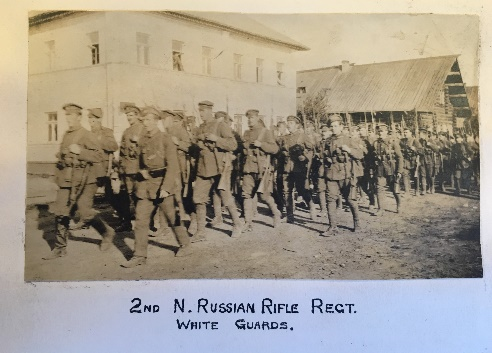 2ND N. RUSSIAN RIFLE REGT.
WHITE GUARDS.